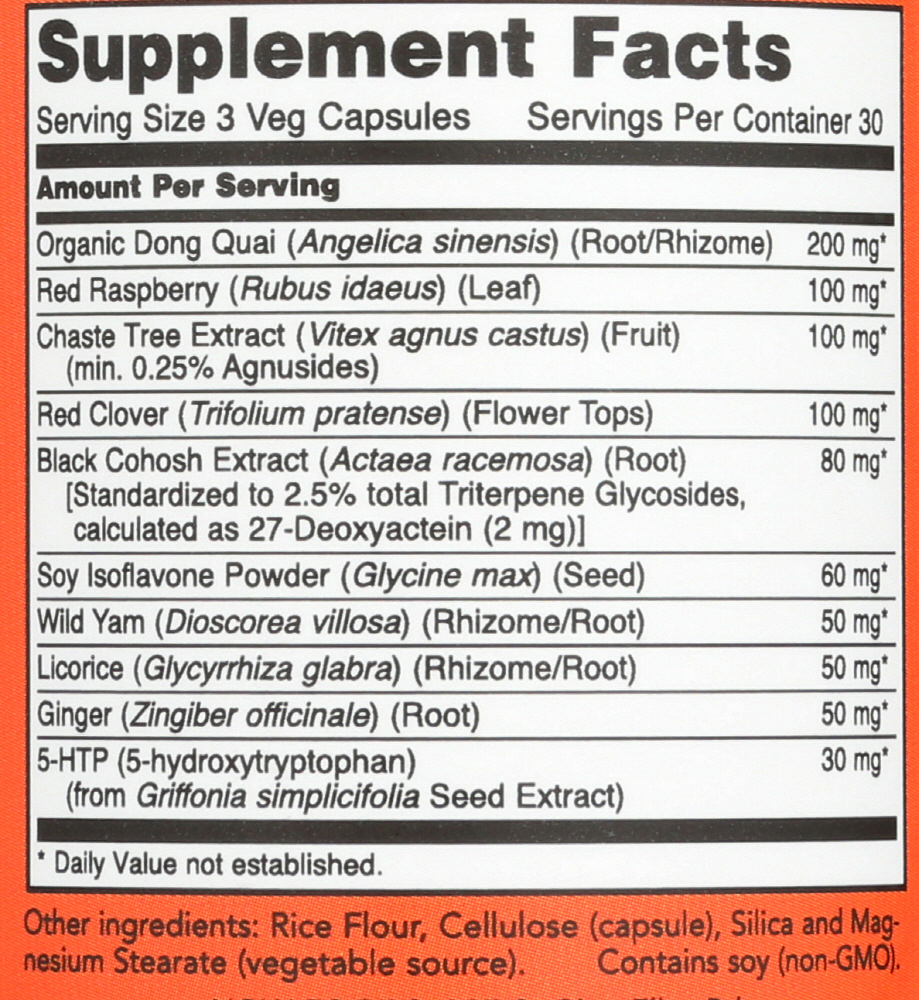 Supplement Facts
Serving Size 3 Veg Capsules Servings Per Container 30
Amount Per Serving
Organic Dong Quai (Angelica sinensis) (Root/Rhizome) 200 mg*
Red Raspberry (Rubus idaeus) (Leaf) 100 mg*
Chaste Tree Extract (Vitex agnus castus) (Fruit) 100 mg*
(min. 0.25% Agnusides)
Red Clover (Trifolium pratense) (Flower Tops) 100 mg*
Black Cohosh Extract (Actaea racemosa) (Root) 80 mg*
[Standardized to 2.5% total Triterpene Glycosides,
calculated as 27-Deoxyactein (2 mg)]
Soy Isoflavone Powder (Glycine max) (Seed) 60 mg*
Wild Yam (Dioscorea villosa) (Rhizome/Root) 50 mg*
Licorice (Glycyrrhiza glabra) (Rhizome/Root) 50 mg*
Ginger (Zingiber officinale) (Root) 50 mg*
5-HTP (5-hydroxytryptophan) 30 mg*
(from Griffonia simplicifolia Seed Extract)
* Daily Value not established.
Other ingredients: Rice Flour, Cellulose (capsule), Silica and Mag-
nesium Stearate (vegetable source). Contains soy (non-GMO).